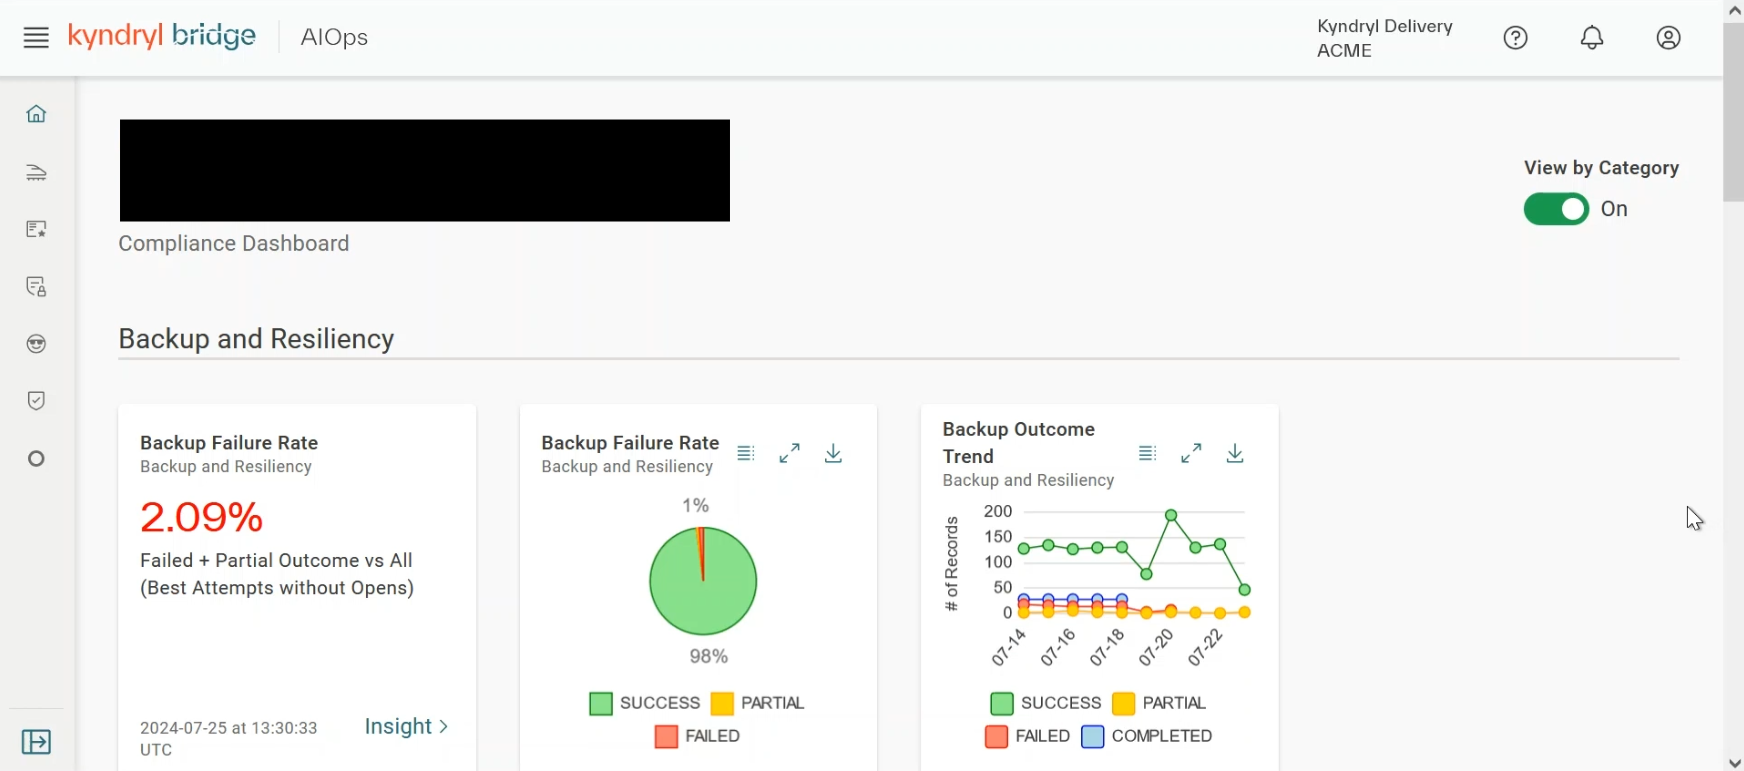 kyndryl bridge AIOps
Kyndryl Delivery
ACME
View by Category
On
Compliance Dashboard
Backup and Resiliency
Backup Failure Rate
Backup and Resiliency
2.09%
Failed + Partial Outcome vs All
(Best Attempts without Opens)
2024-07-25 at 13:30:33
UTC
Insight >
Backup Failure Rate
Backup and Resiliency
1%
98%
SUCCESS PARTIAL
FAILED
Backup Outcome
Trend
Backup and Resiliency
# of Records
200
150
100
50
0
07-14 07-16 07-18 07-20 07-22
SUCCESS PARTIAL
FAILED COMPLETED